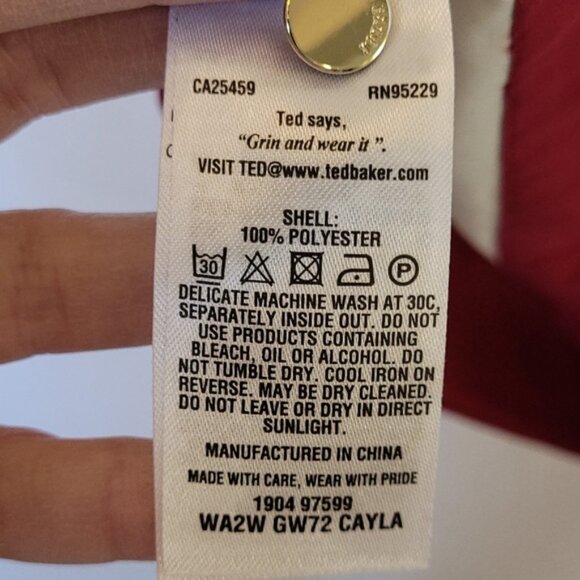 CA25459 RN95229
Ted says,
"Grin and wear it ".
VISIT TED@www.tedbaker.com
SHELL:
100% POLYESTER
30 P
DELICATE MACHINE WASH AT 30C,
SEPARATELY INSIDE OUT. DO NOT
USE PRODUCTS CONTAINING
BLEACH, OIL OR ALCOHOL. DO
NOT TUMBLE DRY. COOL IRON ON
REVERSE. MAY BE DRY CLEANED.
DO NOT LEAVE OR DRY IN DIRECT
SUNLIGHT.
MANUFACTURED IN CHINA
MADE WITH CARE, WEAR WITH PRIDE
1904 97599
WA2W GW72 CAYLA